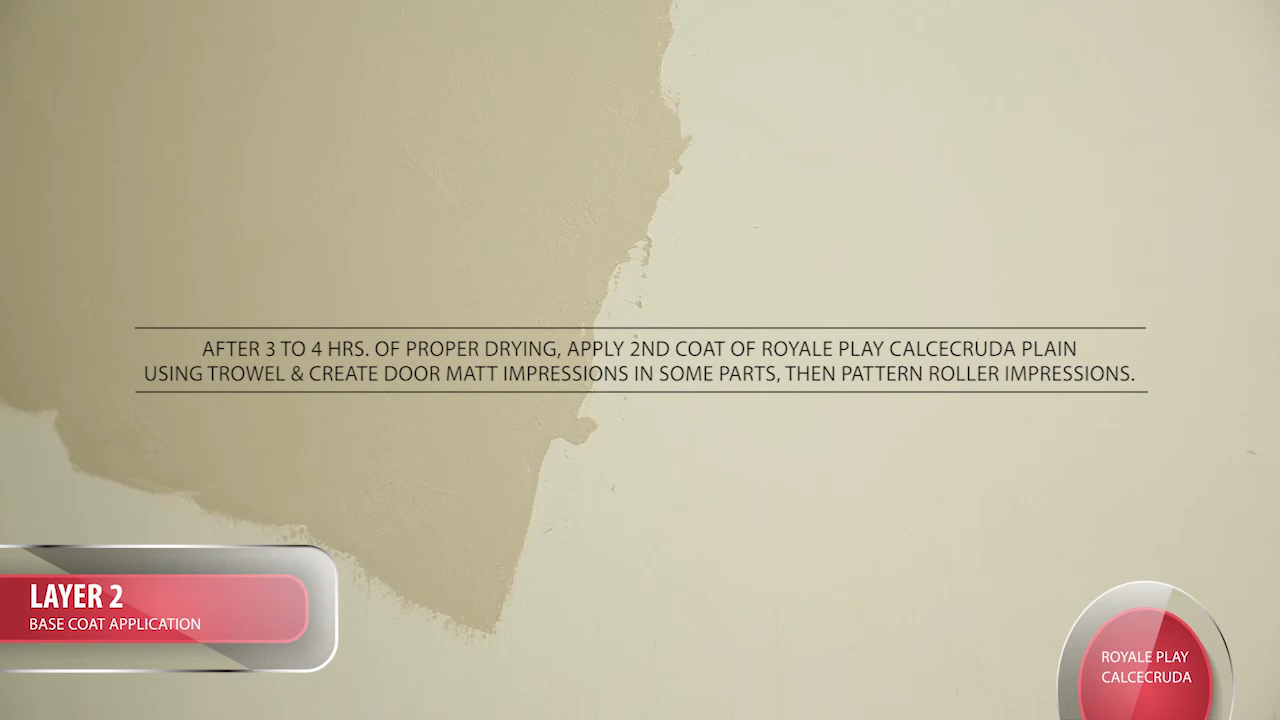 AFTER 3 TO 4 HRS. OF PROPER DRYING, APPLY 2ND COAT OF ROYALE PLAY CALCECRUDA PLAIN
USING TROWEL & CREATE DOOR MATT IMPRESSIONS IN SOME PARTS, THEN PATTERN ROLLER IMPRESSIONS.
LAYER 2
BASE COAT APPLICATION
ROYALE PLAY
CALCECRUDA